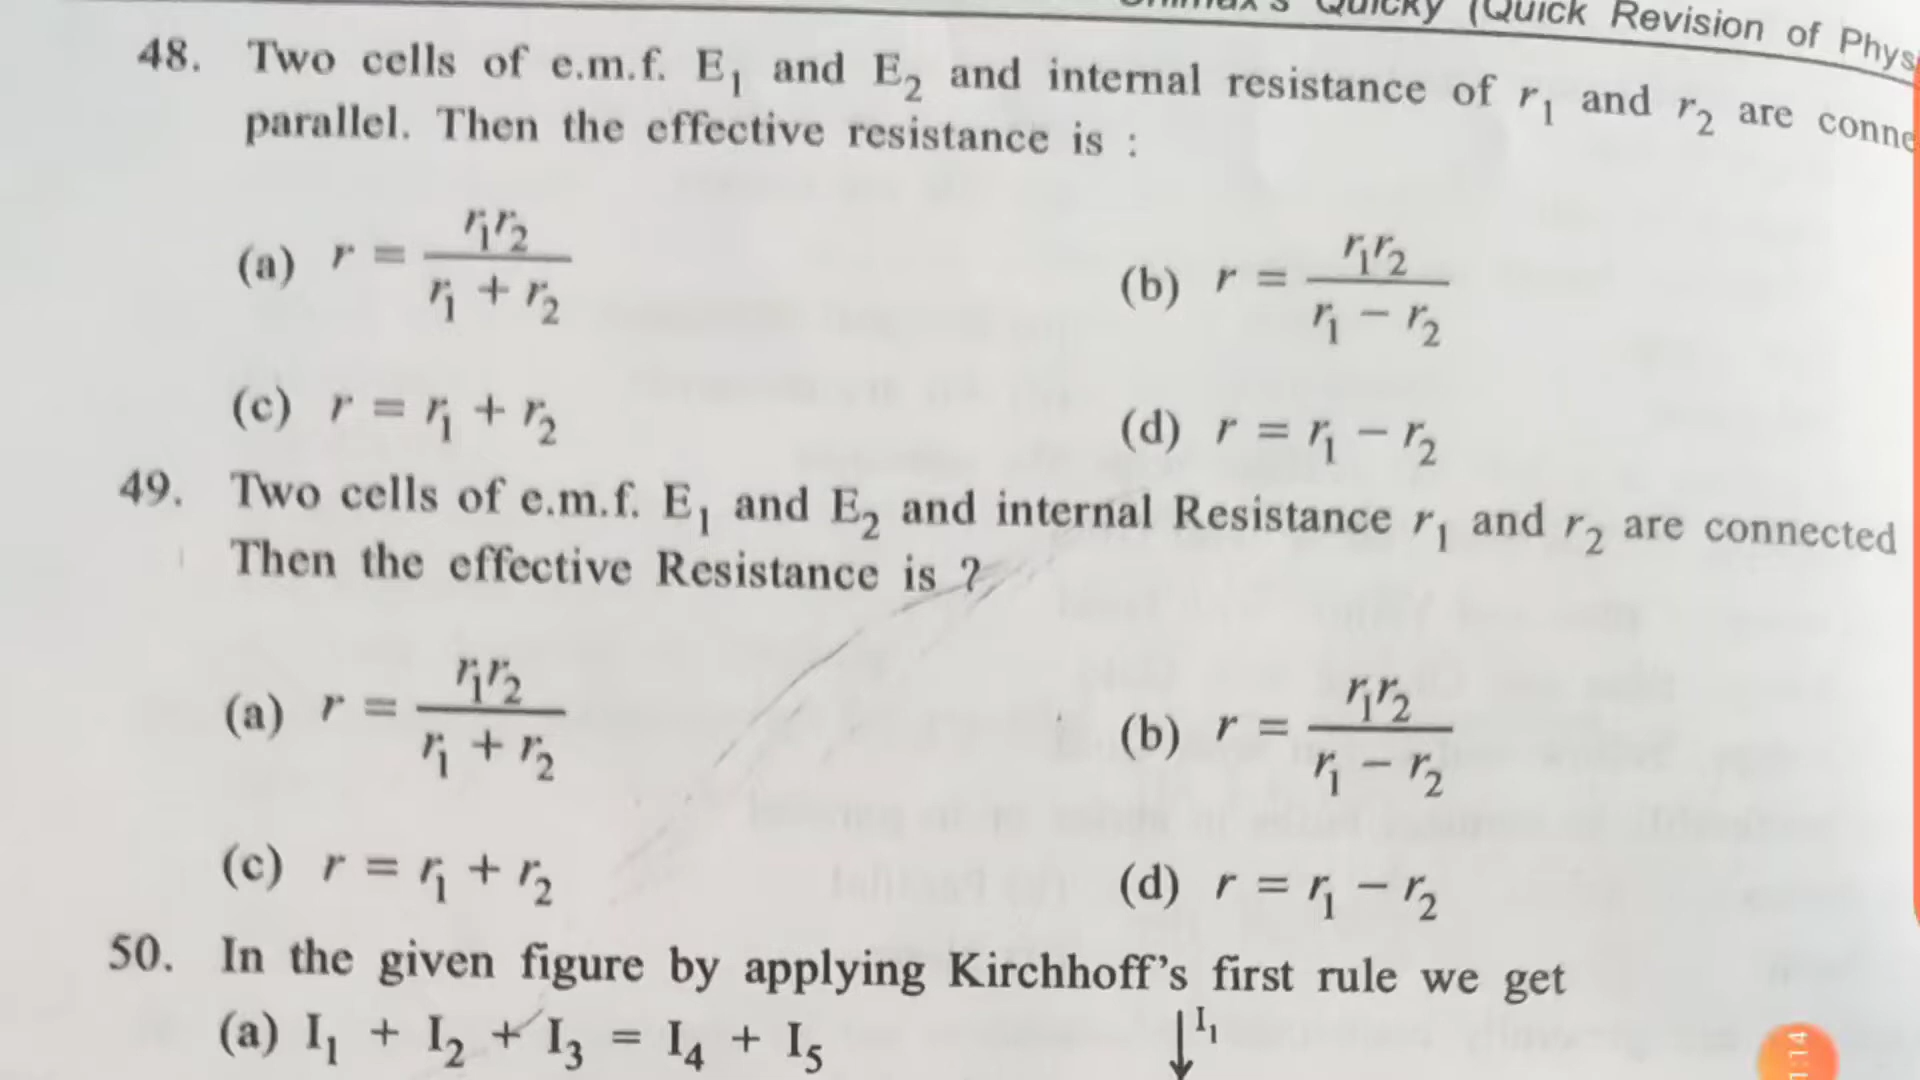 Quicky (Quick Revision of Phys
48. Two cells of e.m.f. E₁ and E₂ and internal resistance of r₁ and r₂ are conne
parallel. Then the effective resistance is :
(a) r = r₁r₂ / r₁ + r₂ (b) r = r₁r₂ / r₁ − r₂
(c) r = r₁ + r₂ (d) r = r₁ − r₂
49. Two cells of e.m.f. E₁ and E₂ and internal Resistance r₁ and r₂ are connected
Then the effective Resistance is ?
(a) r = r₁r₂ / r₁ + r₂ (b) r = r₁r₂ / r₁ − r₂
(c) r = r₁ + r₂ (d) r = r₁ − r₂
50. In the given figure by applying Kirchhoff's first rule we get
(a) I₁ + I₂ + I₃ = I₄ + I₅
I₁
1:14